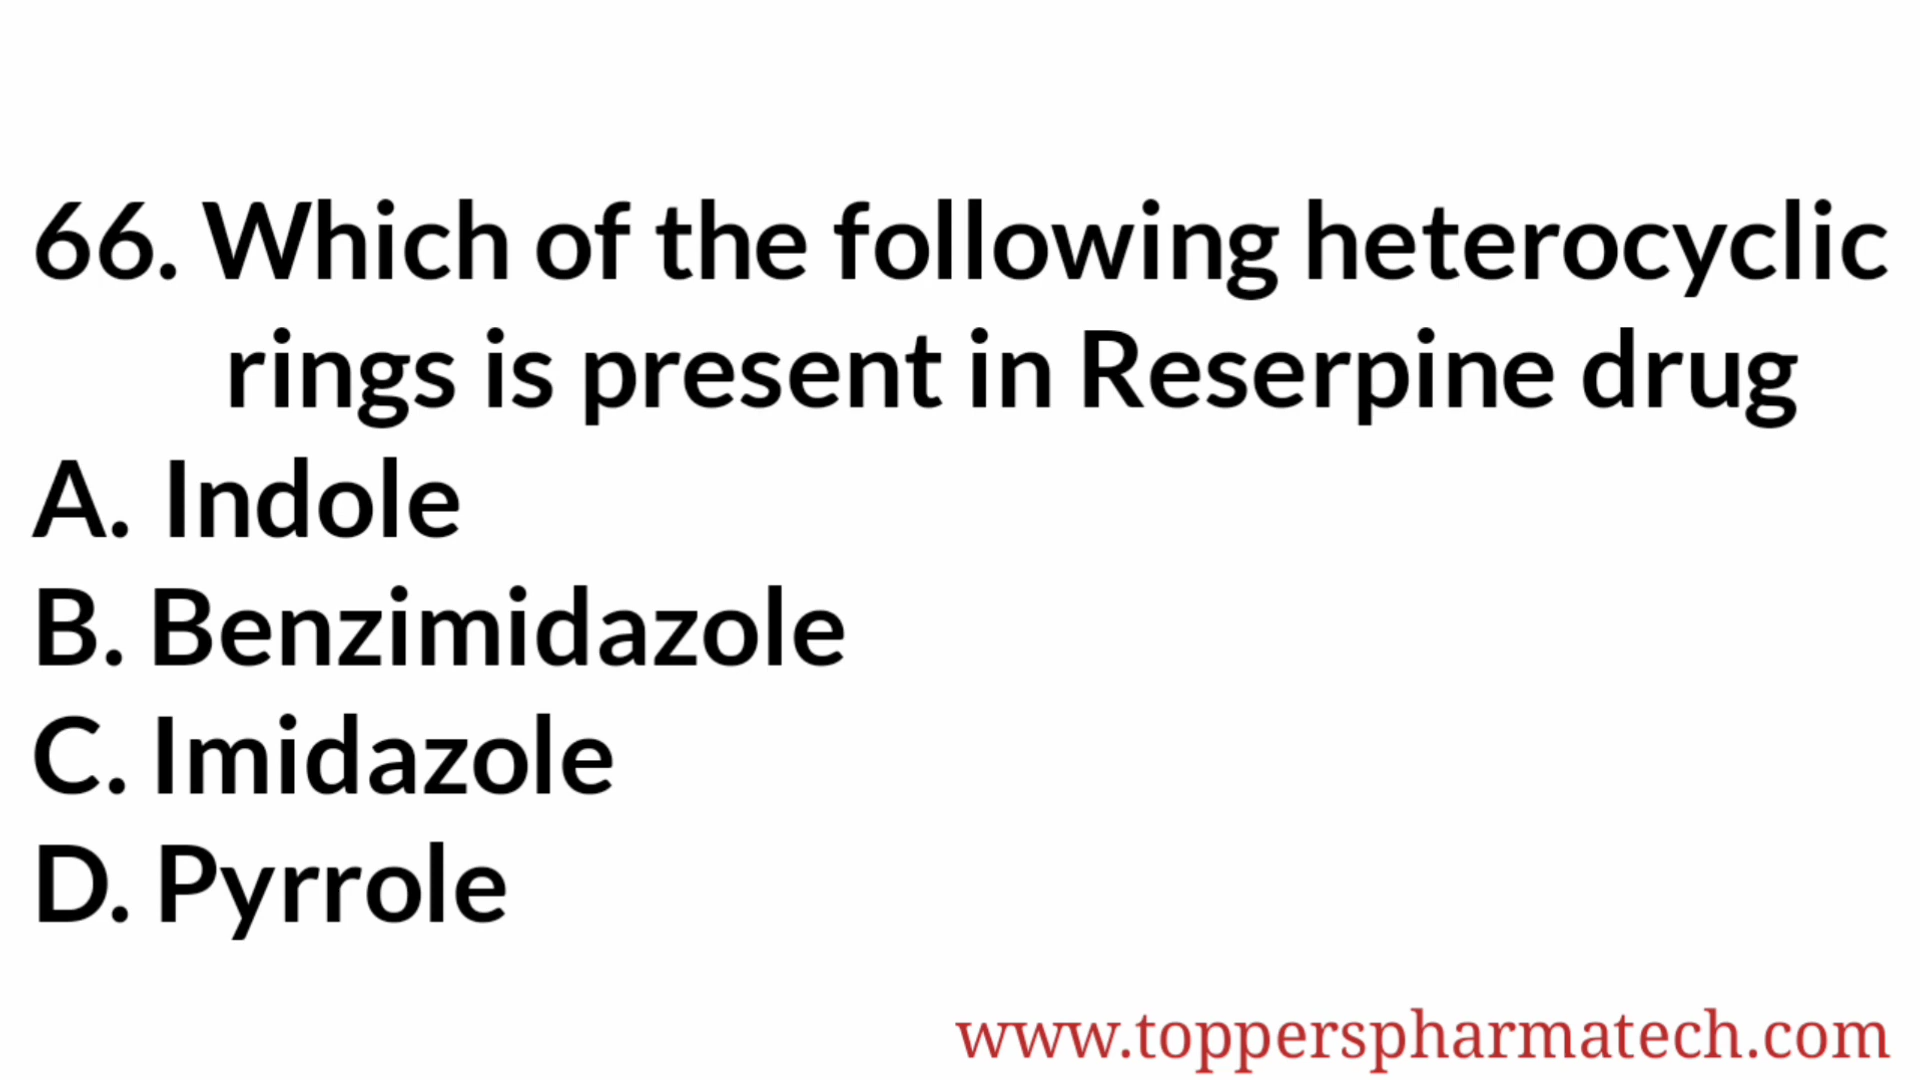 66. Which of the following heterocyclic
rings is present in Reserpine drug
A. Indole
B. Benzimidazole
C. Imidazole
D. Pyrrole
www.topperspharmatech.com